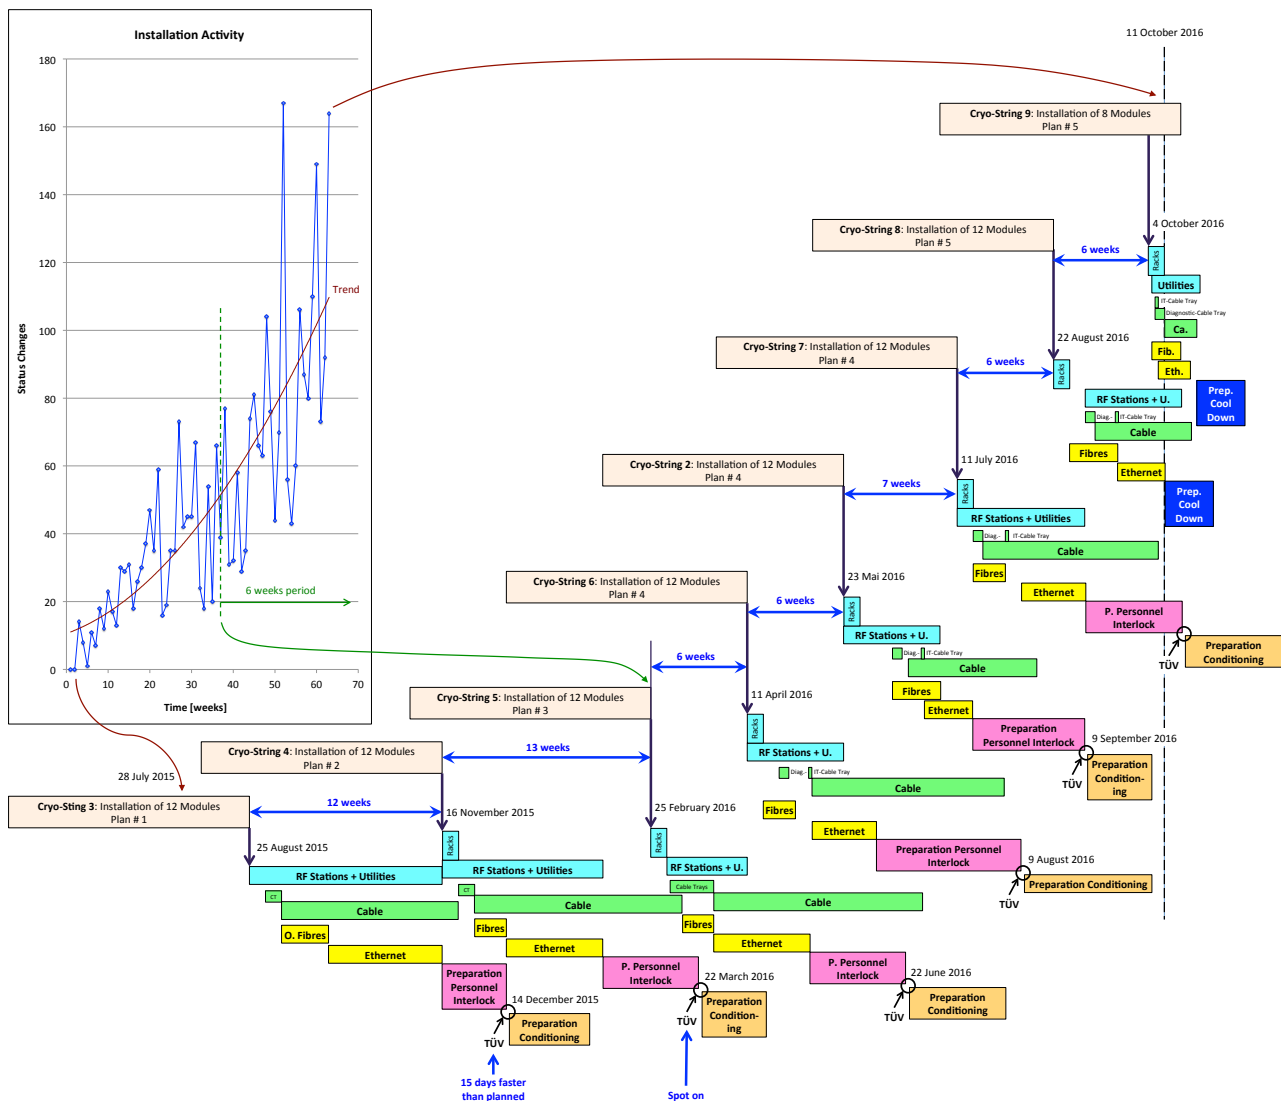 Installation Activity
180
160
140
120
100
80
60
40
20
0
Status Changes
0 10 20 30 40 50 60 70
Time [weeks]
Trend
6 weeks period
11 October 2016
Cryo-String 9: Installation of 8 Modules
Plan # 5
4 October 2016
Racks
Utilities
IT-Cable Tray
Diagnostic-Cable Tray
Ca.
Fib.
Eth.
Prep.
Cool
Down
Cryo-String 8: Installation of 12 Modules
Plan # 5
6 weeks
22 August 2016
Racks
RF Stations + U.
Diag.- IT-Cable Tray
Cable
Fibres
Ethernet
Prep.
Cool
Down
Cryo-String 7: Installation of 12 Modules
Plan # 4
6 weeks
11 July 2016
Racks
RF Stations + Utilities
Diag.- IT-Cable Tray
Cable
Fibres
Ethernet
P. Personnel
Interlock
TÜV
Preparation
Conditioning
Cryo-String 2: Installation of 12 Modules
Plan # 4
7 weeks
23 Mai 2016
Racks
RF Stations + U.
Diag.- IT-Cable Tray
Cable
Fibres
Ethernet
Preparation
Personnel Interlock
9 September 2016
TÜV
Preparation
Condition-
ing
Cryo-String 6: Installation of 12 Modules
Plan # 4
6 weeks
11 April 2016
Racks
RF Stations + U.
Diag.- IT-Cable Tray
Cable
Fibres
Ethernet
Preparation Personnel
Interlock
9 August 2016
TÜV
Preparation Conditioning
Cryo-String 5: Installation of 12 Modules
Plan # 3
6 weeks
25 February 2016
Racks
RF Stations + U.
Cable Trays
Cable
Fibres
Ethernet
P. Personnel
Interlock
22 June 2016
TÜV
Preparation
Conditioning
Cryo-String 4: Installation of 12 Modules
Plan # 2
13 weeks
16 November 2015
Racks
RF Stations + Utilities
CT
Cable
Fibres
Ethernet
P. Personnel
Interlock
22 March 2016
TÜV
Preparation
Condition-
ing
Spot on
28 July 2015
Cryo-Sting 3: Installation of 12 Modules
Plan # 1
12 weeks
25 August 2015
RF Stations + Utilities
CT
Cable
O. Fibres
Ethernet
Preparation
Personnel
Interlock
14 December 2015
TÜV
Preparation
Conditioning
15 days faster
than planned